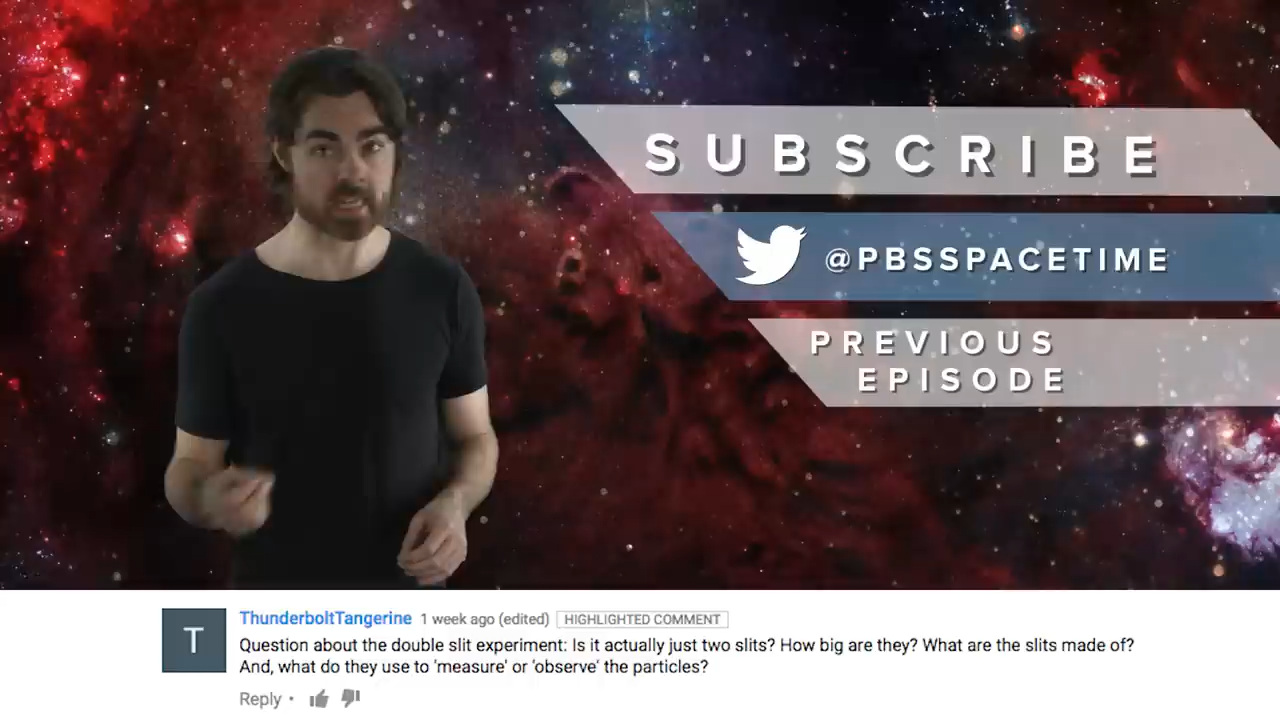 SUBSCRIBE
@PBSSPACETIME
PREVIOUS
EPISODE
T
ThunderboltTangerine 1 week ago (edited) HIGHLIGHTED COMMENT
Question about the double slit experiment: Is it actually just two slits? How big are they? What are the slits made of?
And, what do they use to 'measure' or 'observe' the particles?
Reply •